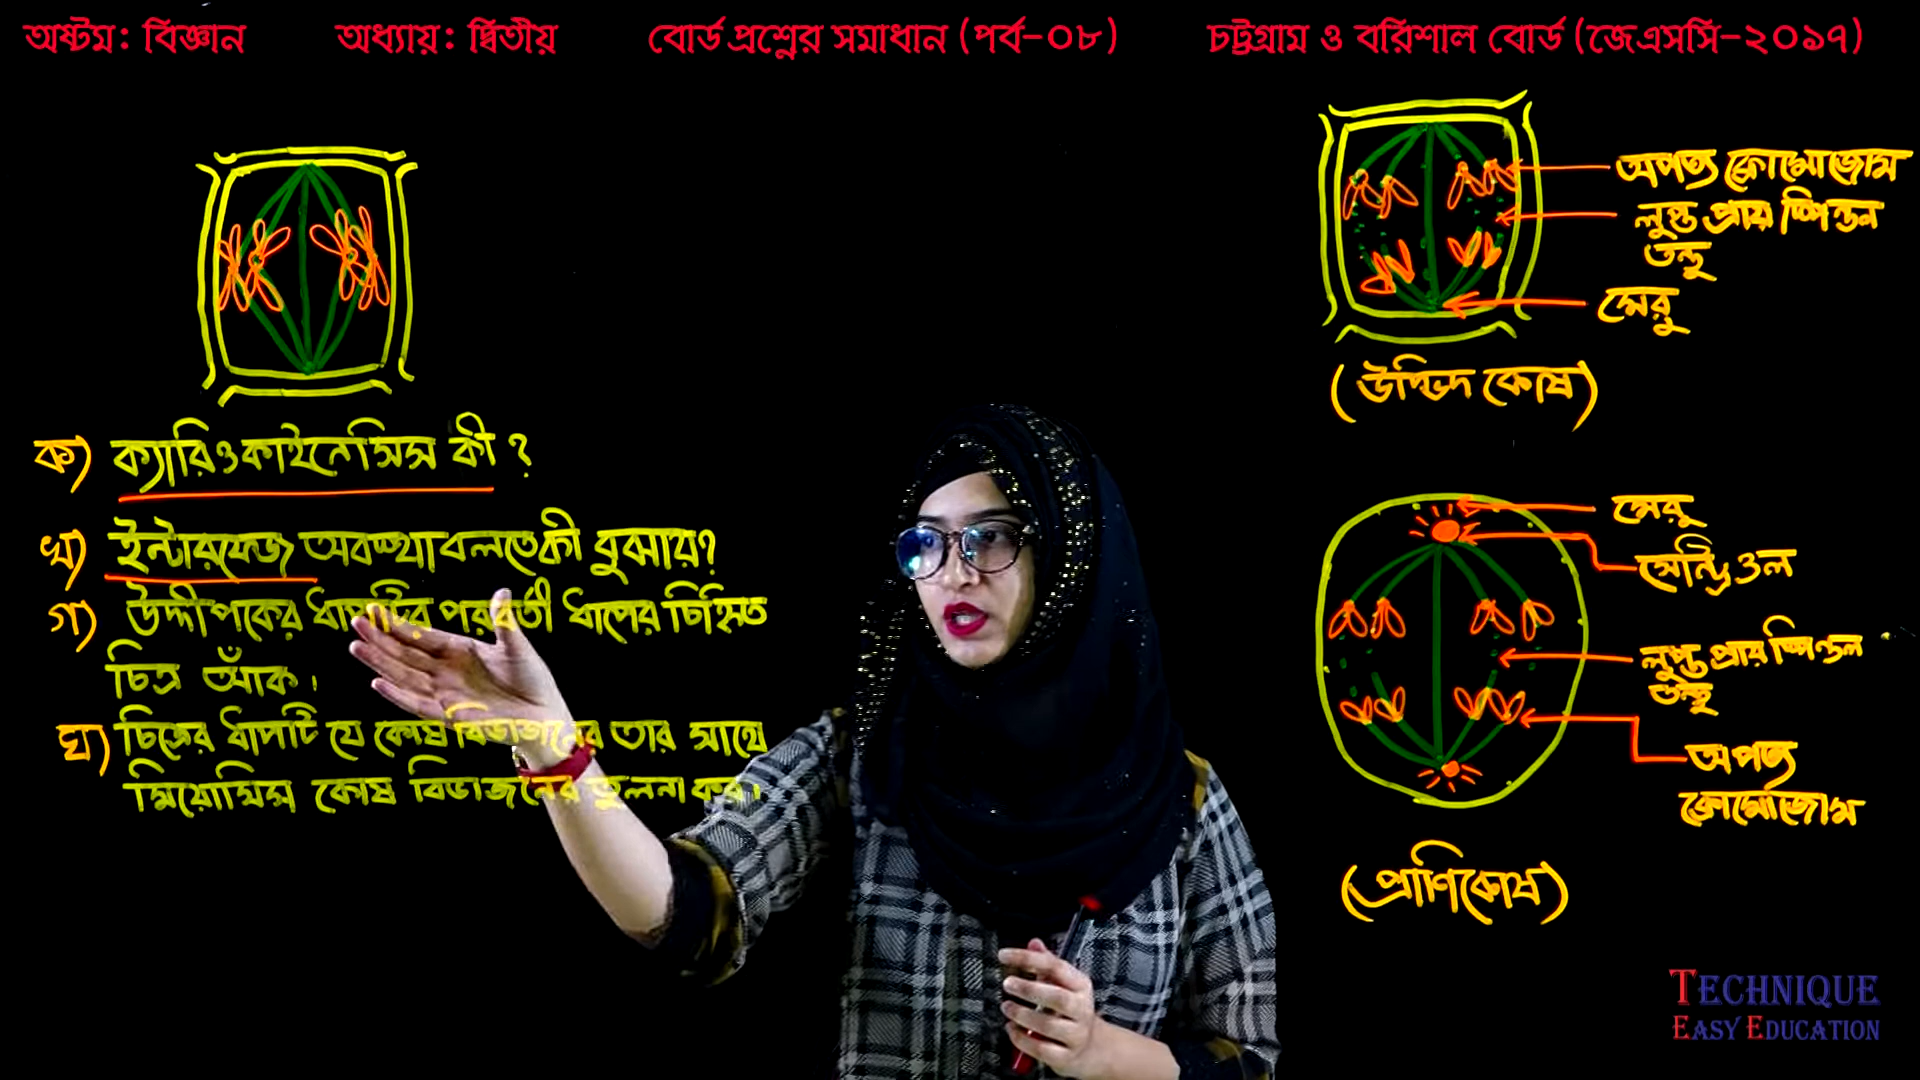 অষ্টম: বিজ্ঞান অধ্যায়: দ্বিতীয় বোর্ড প্রশ্নের সমাধান (পর্ব-০৮) চট্টগ্রাম ও বরিশাল বোর্ড (জেএসসি-২০১৭)
ক) ক্যারিওকাইনেসিস কী ?
খ) ইন্টারফেজ অবস্থা বলতে কী বুঝায়?
গ) উদ্দীপকের ধাপটির পরবর্তী ধাপের চিহ্নিত
চিত্র আঁক।
ঘ) চিত্রের ধাপটি যে কোষ বিভাজনের তার সাথে
মিয়োসিস কোষ বিভাজনের তুলনা কর।
অপত্য ক্রোমোজোম
লুপ্ত প্রায় স্পিন্ডল
তন্তু
মেরু
(উদ্ভিদ কোষ)
মেরু
সেন্ট্রিওল
লুপ্ত প্রায় স্পিন্ডল
তন্তু
অপত্য
ক্রোমোজোম
(প্রাণিকোষ)
TECHNIQUE
EASY EDUCATION